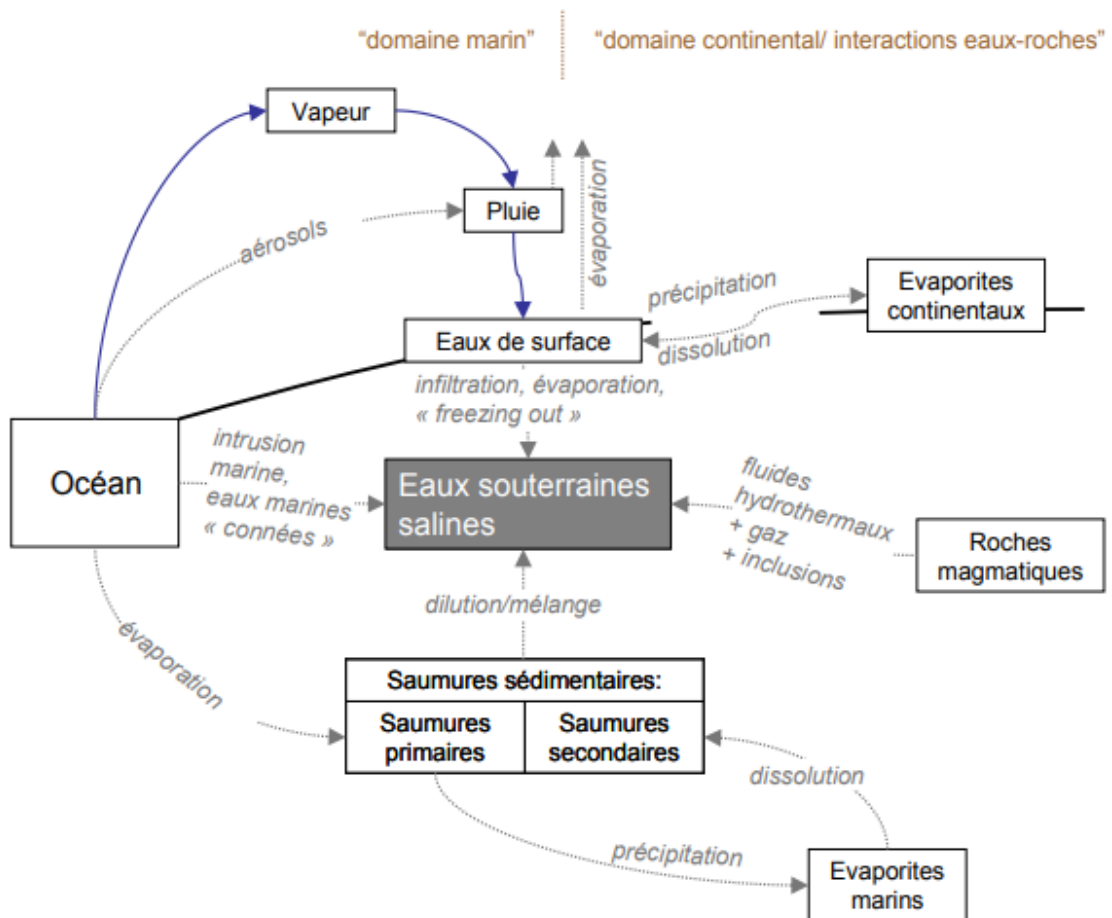 “domaine marin”
“domaine continental/ interactions eaux-roches”
Vapeur
Pluie
aérosols
évaporation
précipitation
Evaporites
continentaux
Eaux de surface
dissolution
infiltration, évaporation,
« freezing out »
Océan
intrusion
marine,
eaux marines
« connées »
Eaux souterraines
salines
fluides
hydrothermaux
+ gaz
+ inclusions
Roches
magmatiques
dilution/mélange
évaporation
Saumures sédimentaires:
Saumures
primaires
Saumures
secondaires
dissolution
précipitation
Evaporites
marins